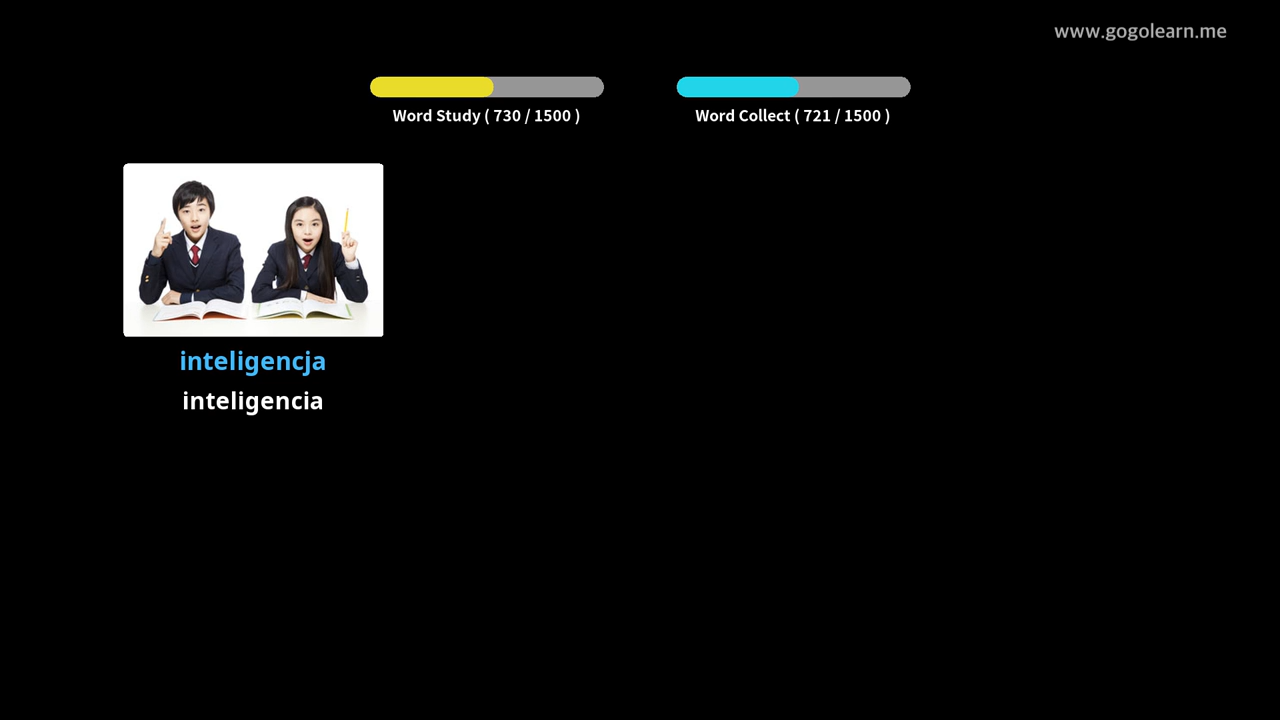 www.gogolearn.me
Word Study ( 730 / 1500 )
Word Collect ( 721 / 1500 )
inteligencja
inteligencia